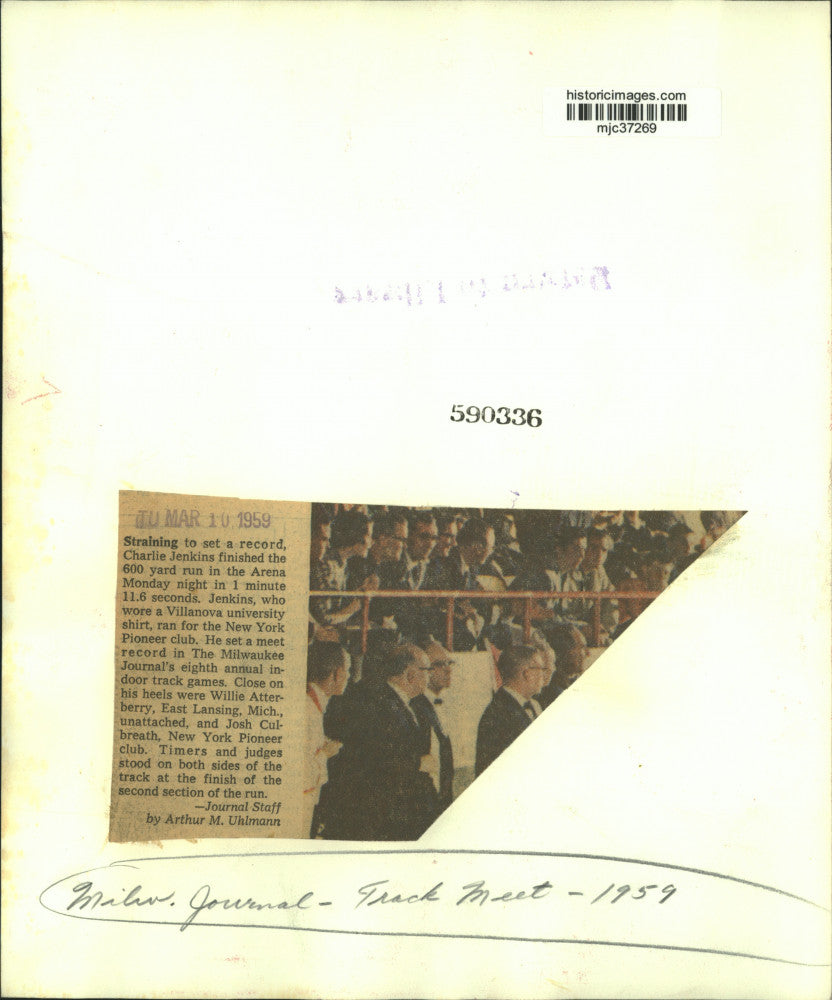 historicimages.com
mjc37269
590336
TU MAR 10 1959
Straining to set a record,
Charlie Jenkins finished the
600 yard run in the Arena
Monday night in 1 minute
11.6 seconds. Jenkins, who
wore a Villanova university
shirt, ran for the New York
Pioneer club. He set a meet
record in The Milwaukee
Journal's eighth annual in-
door track games. Close on
his heels were Willie Atter-
berry, East Lansing, Mich.,
unattached, and Josh Cul-
breath, New York Pioneer
club. Timers and judges
stood on both sides of the
track at the finish of the
second section of the run.
—Journal Staff
by Arthur M. Uhlmann
Milw. Journal - Track Meet - 1959